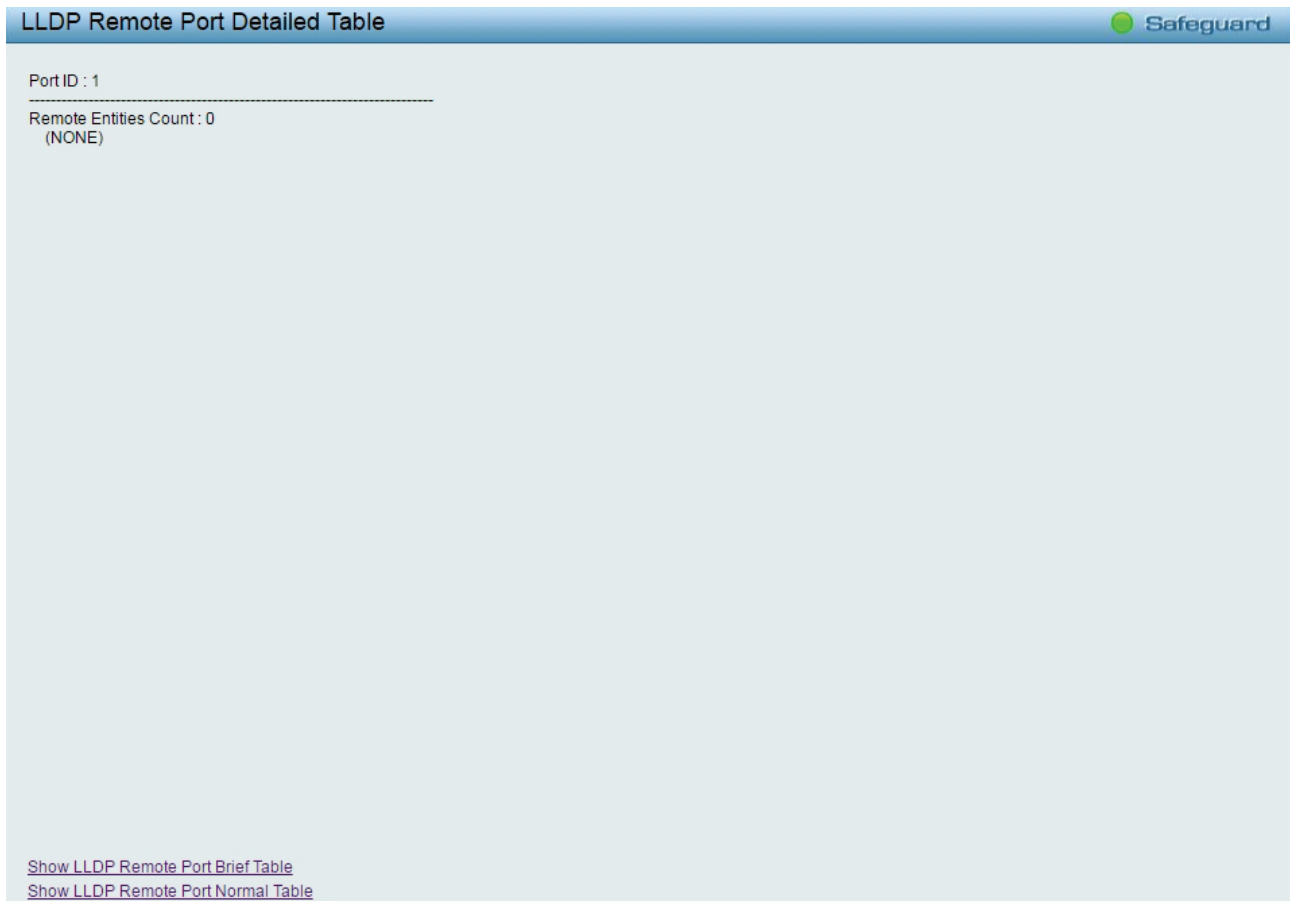 LLDP Remote Port Detailed Table
Safeguard
Port ID : 1
--------------------------------------------------------------------------
Remote Entities Count : 0
(NONE)
Show LLDP Remote Port Brief Table
Show LLDP Remote Port Normal Table